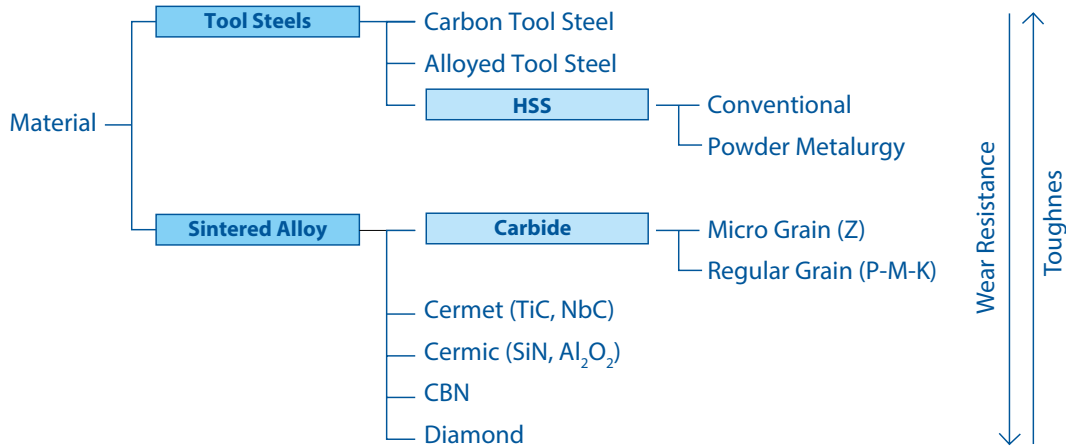 Tool Steels
Carbon Tool Steel
Alloyed Tool Steel
HSS
Conventional
Material
Powder Metalurgy
Sintered Alloy
Carbide
Micro Grain (Z)
Regular Grain (P-M-K)
Cermet (TiC, NbC)
Cermic (SiN, Al₂O₂)
CBN
Diamond
Wear Resistance
Toughnes